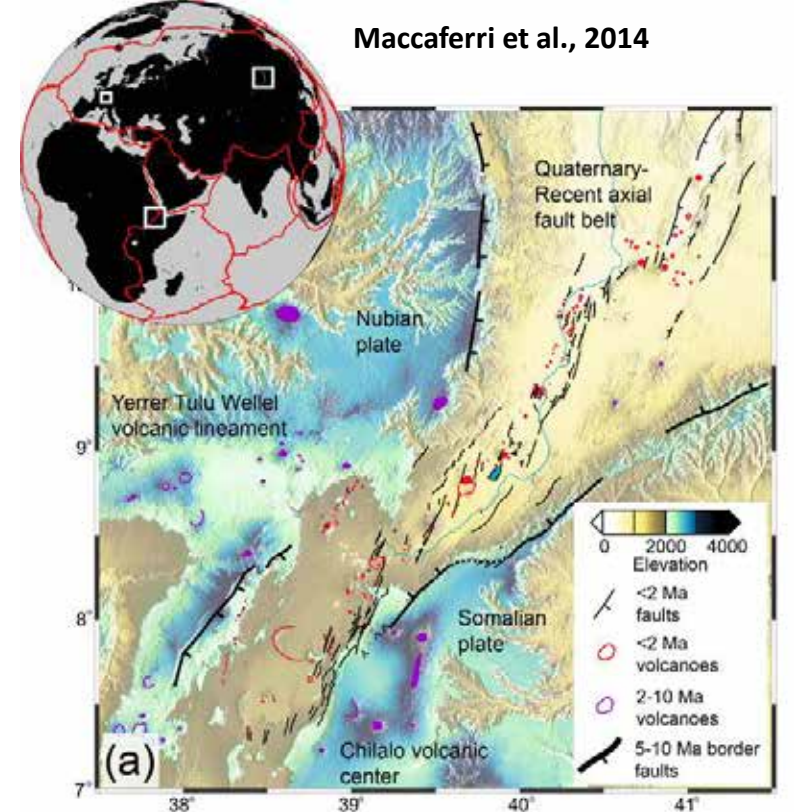 Maccaferri et al., 2014
Quaternary-
Recent axial
fault belt
Nubian
plate
Yerrer Tulu Wellel
volcanic lineament
9°
0 2000 4000
Elevation
<2 Ma
faults
8°
Somalian
plate
<2 Ma
volcanoes
2-10 Ma
volcanoes
(a)
Chilalo volcanic
center
5-10 Ma border
faults
7°
38° 39° 40° 41°